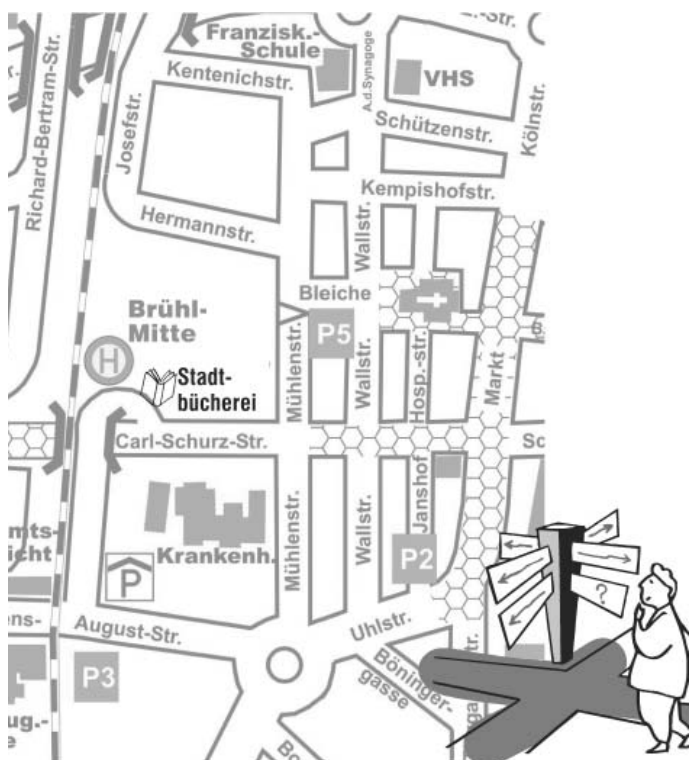 Franzisk.-
Schule
Kentenichstr.
A.d.Synagoge
VHS
Schützenstr.
Kölnstr.
Richard-Bertram-Str.
Josefstr.
Kempishofstr.
Hermannstr.
Wallstr.
Bleiche
Brühl-
Mitte
H
P5
Stadt-
bücherei
Mühlenstr.
Wallstr.
Hosp.-str.
Markt
Carl-Schurz-Str.
Sc
Janshof
Krankenh.
Mühlenstr.
Wallstr.
P2
P
?
August-Str.
Uhlstr.
P3
Böninger-
gasse